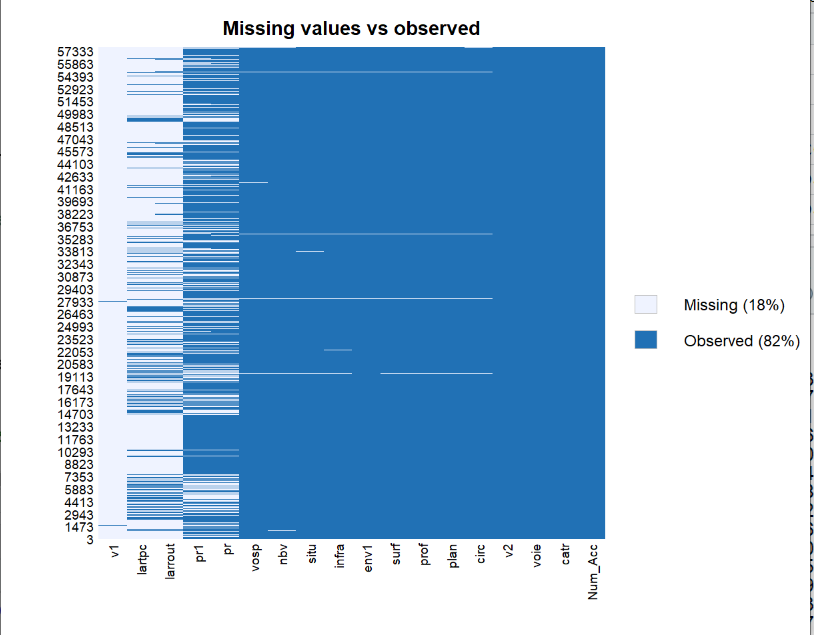 Missing values vs observed
57333
55863
54393
52923
51453
49983
48513
47043
45573
44103
42633
41163
39693
38223
36753
35283
33813
32343
30873
29403
27933
26463
24993
23523
22053
20583
19113
17643
16173
14703
13233
11763
10293
8823
7353
5883
4413
2943
1473
3
Missing (18%)
Observed (82%)
v1
lartpc
larrout
pr1
pr
vosp
nbv
situ
infra
env1
surf
prof
plan
circ
v2
voie
catr
Num_Acc